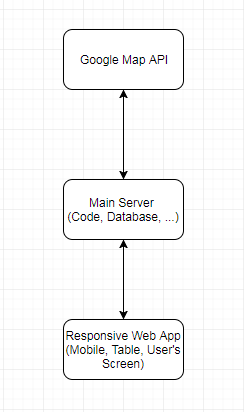 Google Map API
Main Server
(Code, Database, ...)
Responsive Web App
(Mobile, Table, User's
Screen)